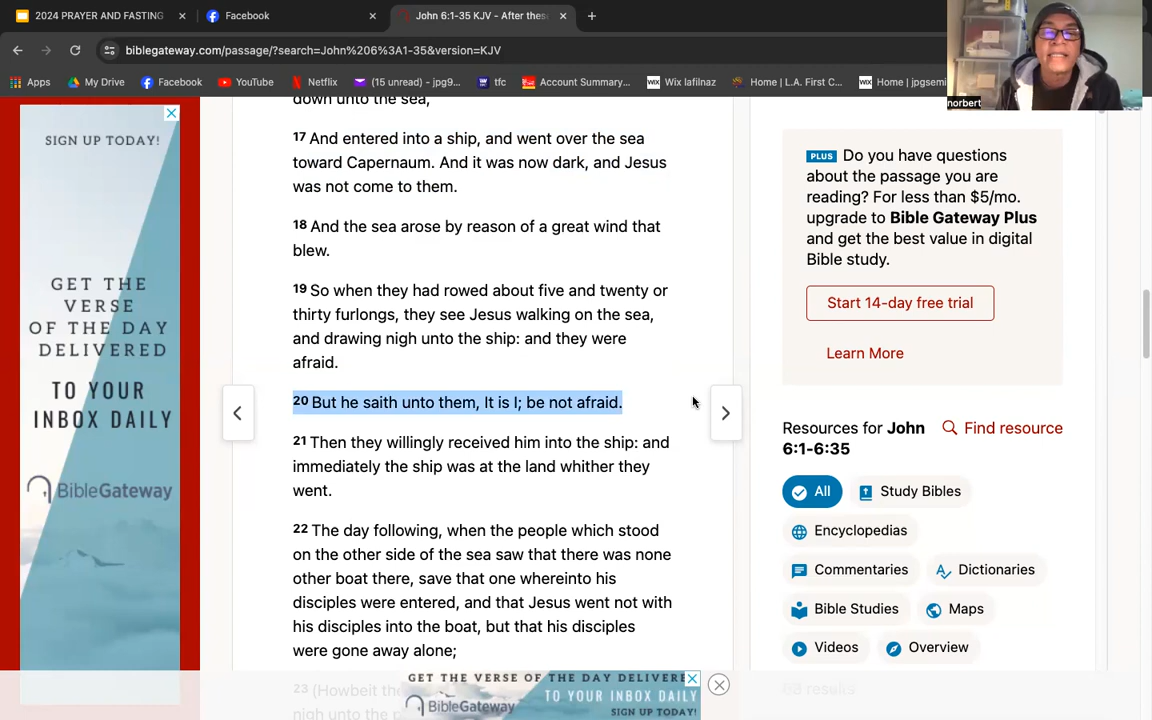 2024 PRAYER AND FASTING
Facebook
John 6:1-35 KJV - After these
biblegateway.com/passage/?search=John%206%3A1-35&version=KJV
Apps
My Drive
Facebook
YouTube
Netflix
(15 unread) - jpg9...
tfc
Account Summary...
Wix lafilnaz
Home | L.A. First C...
Home | jpgsemi
norbert
SIGN UP TODAY!
GET THE
VERSE
OF THE DAY
DELIVERED
TO YOUR
INBOX DAILY
BibleGateway
down unto the sea,
17 And entered into a ship, and went over the sea
toward Capernaum. And it was now dark, and Jesus
was not come to them.
18 And the sea arose by reason of a great wind that
blew.
19 So when they had rowed about five and twenty or
thirty furlongs, they see Jesus walking on the sea,
and drawing nigh unto the ship: and they were
afraid.
20 But he saith unto them, It is I; be not afraid.
21 Then they willingly received him into the ship: and
immediately the ship was at the land whither they
went.
22 The day following, when the people which stood
on the other side of the sea saw that there was none
other boat there, save that one whereinto his
disciples were entered, and that Jesus went not with
his disciples into the boat, but that his disciples
were gone away alone;
23 (Howbeit the
nigh unto the
PLUS Do you have questions
about the passage you are
reading? For less than $5/mo.
upgrade to Bible Gateway Plus
and get the best value in digital
Bible study.
Start 14-day free trial
Learn More
Resources for John
6:1-6:35
Find resource
All
Study Bibles
Encyclopedias
Commentaries
Dictionaries
Bible Studies
Maps
Videos
Overview
results
GET THE VERSE OF THE DAY DELIVERE
TO YOUR INBOX DAILY
BibleGateway
SIGN UP TODAY!